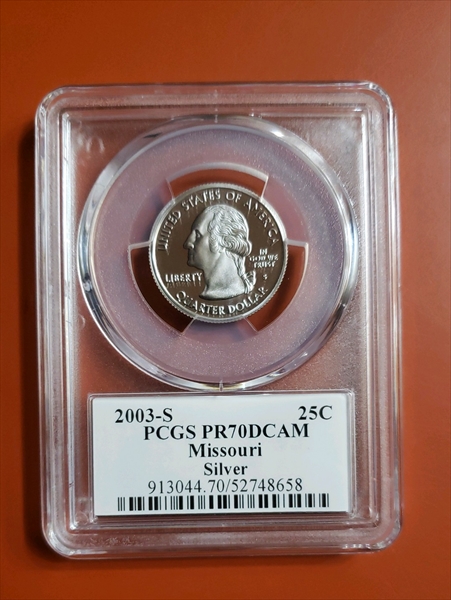 UNITED STATES OF AMERICA
LIBERTY
IN
GOD WE
TRUST
S
QUARTER DOLLAR
2003-S 25C
PCGS PR70DCAM
Missouri
Silver
913044.70/52748658